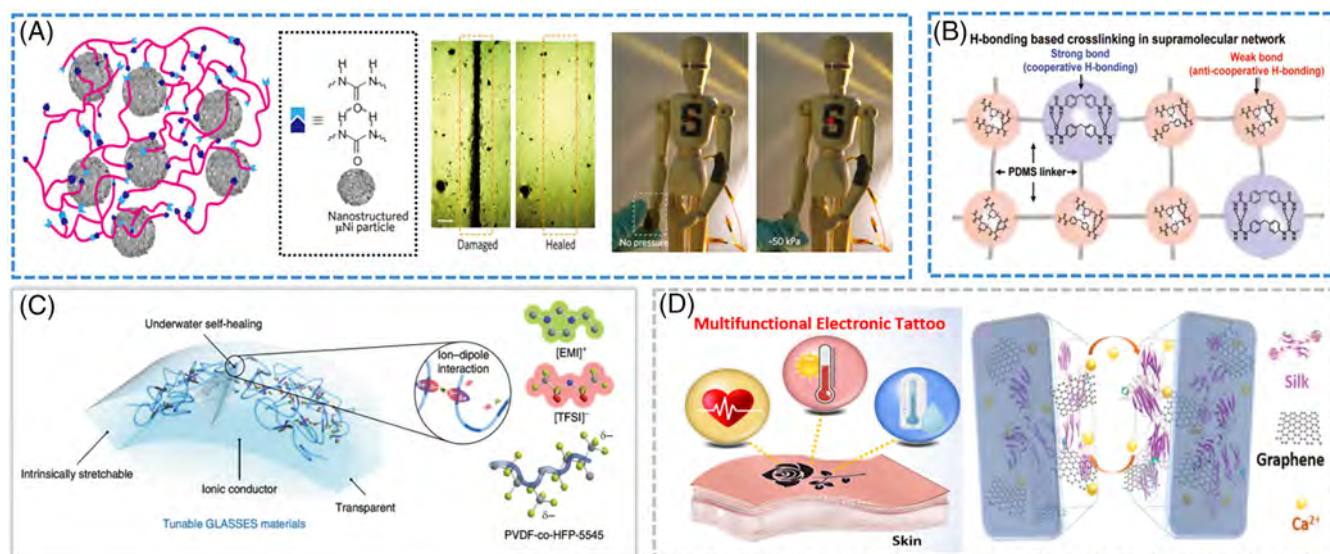 (A)
H H
N N
O
H H
N N
O
Nanostructured
μNi particle
Damaged
Healed
S
No pressure
S
~50 kPa
(B)
H-bonding based crosslinking in supramolecular network
Strong bond
(cooperative H-bonding)
Weak bond
(anti-cooperative H-bonding)
PDMS linker
(C)
Underwater self-healing
Ion–dipole
interaction
[EMI]⁺
[TFSI]⁻
Intrinsically stretchable
Ionic conductor
Transparent
Tunable GLASSES materials
δ–
δ–
PVDF-co-HFP-5545
(D)
Multifunctional Electronic Tattoo
Skin
Silk
Graphene
Ca²⁺